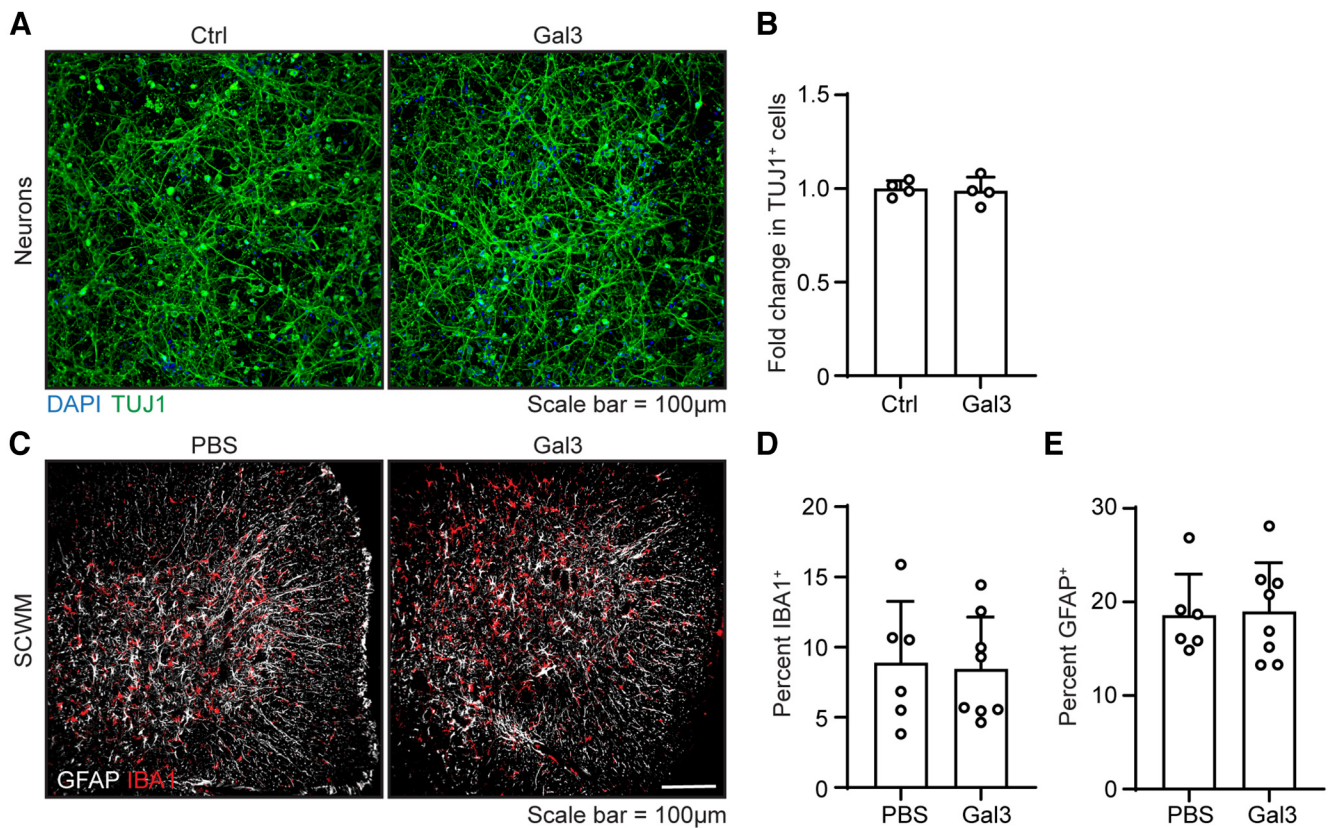 A
Ctrl
Gal3
Neurons
DAPI TUJ1
Scale bar = 100µm
B
Fold change in TUJ1⁺ cells
1.5
1.0
0.5
0
Ctrl
Gal3
C
PBS
Gal3
SCWM
GFAP IBA1
Scale bar = 100µm
D
Percent IBA1⁺
20
15
10
5
0
PBS
Gal3
E
Percent GFAP⁺
30
20
10
0
PBS
Gal3